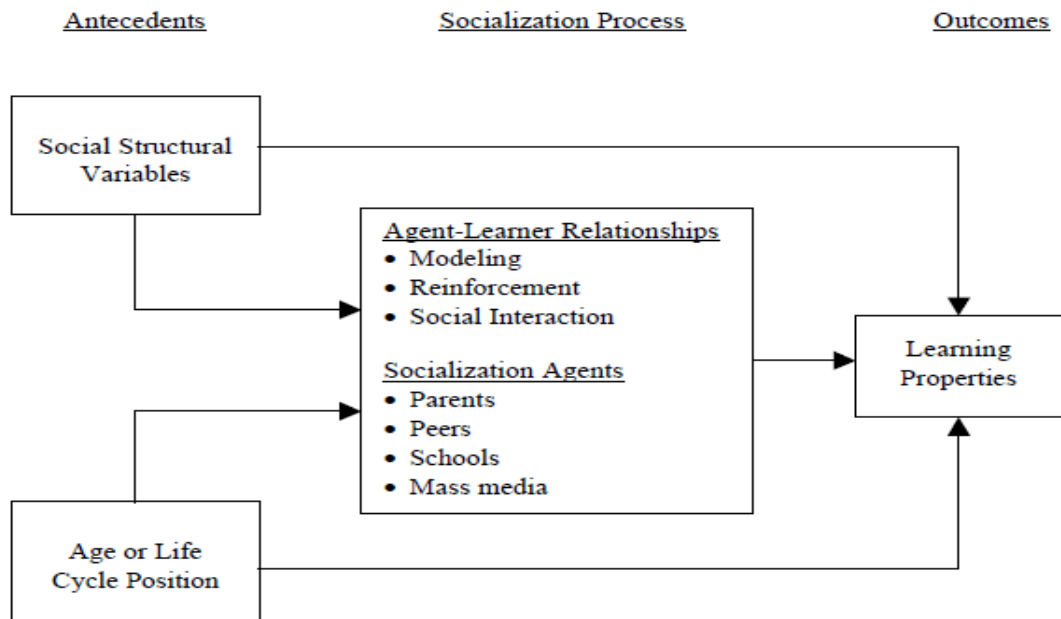 Antecedents
Socialization Process
Outcomes
Social Structural
Variables
Agent-Learner Relationships
• Modeling
• Reinforcement
• Social Interaction
Socialization Agents
• Parents
• Peers
• Schools
• Mass media
Learning
Properties
Age or Life
Cycle Position